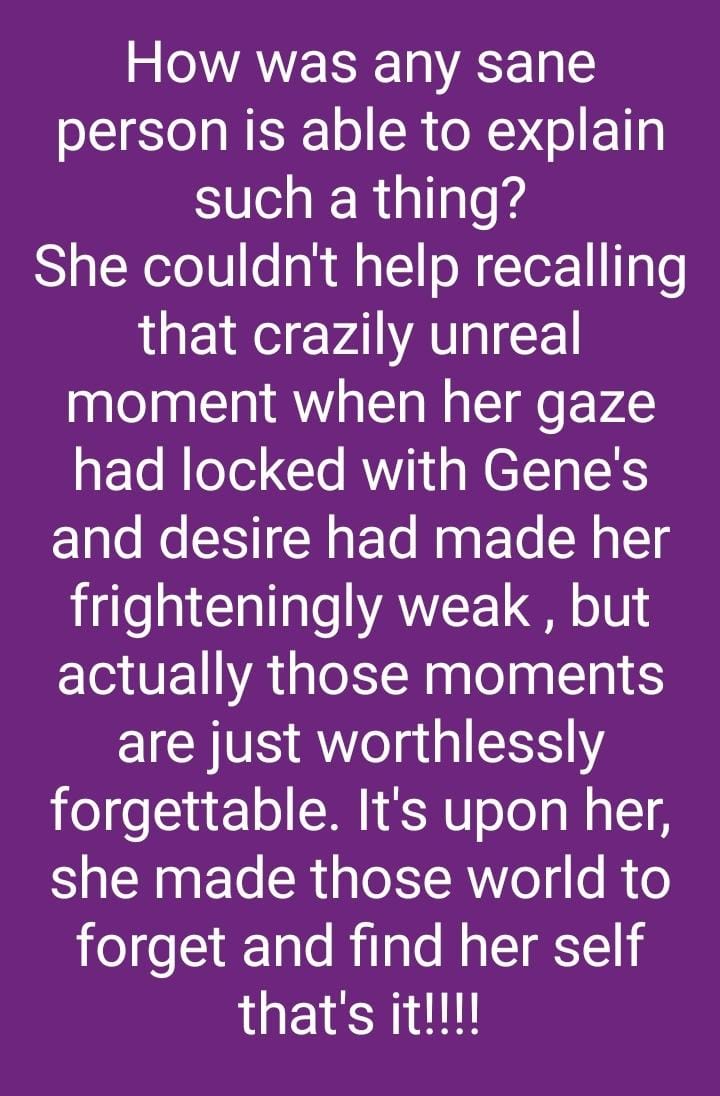 How was any sane
person is able to explain
such a thing?
She couldn't help recalling
that crazily unreal
moment when her gaze
had locked with Gene's
and desire had made her
frighteningly weak , but
actually those moments
are just worthlessly
forgettable. It's upon her,
she made those world to
forget and find her self
that's it!!!!